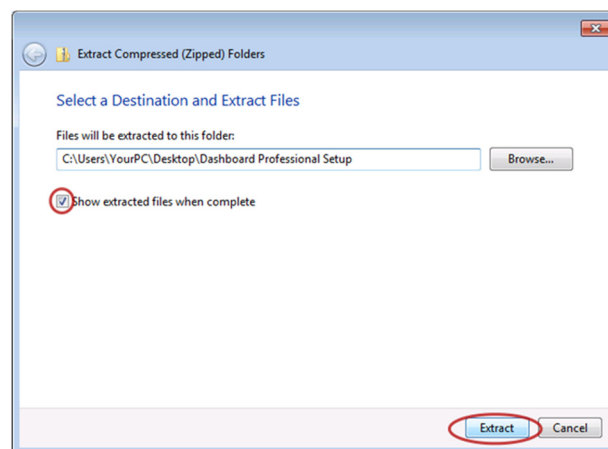 Extract Compressed (Zipped) Folders
Select a Destination and Extract Files
Files will be extracted to this folder:
C:\Users\YourPC\Desktop\Dashboard Professional Setup
Browse...
Show extracted files when complete
Extract
Cancel